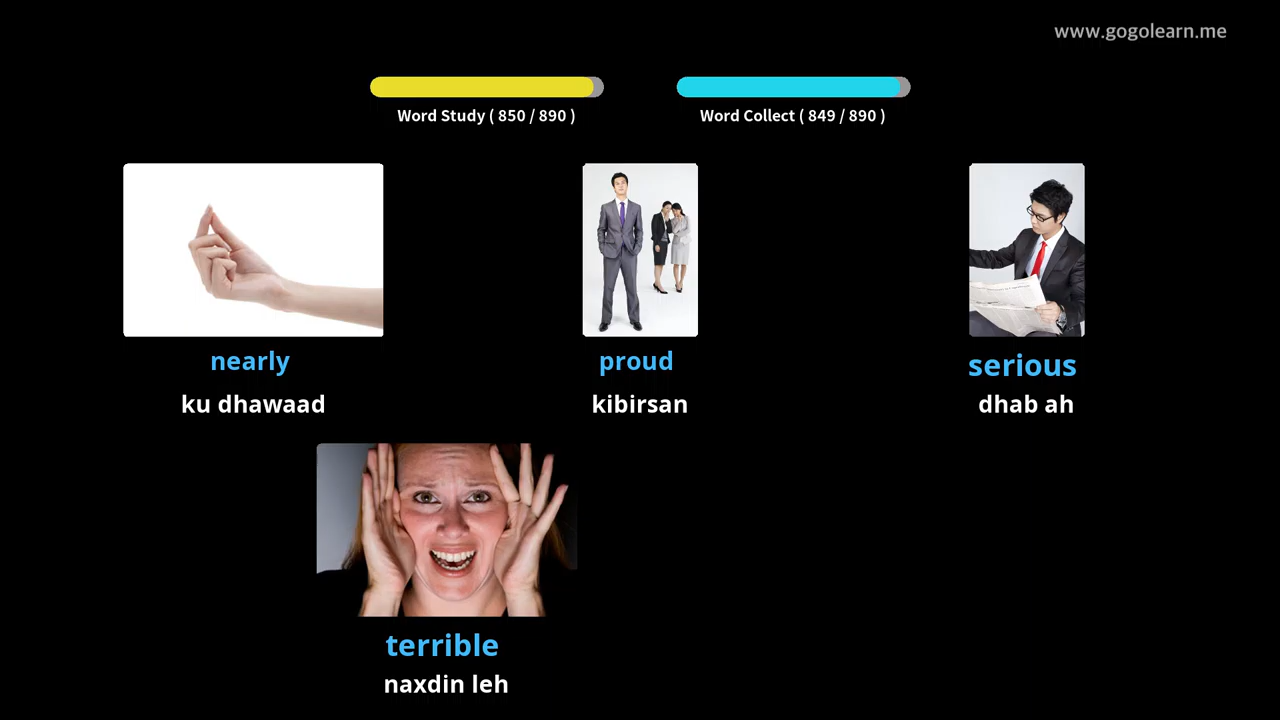 www.gogolearn.me
Word Study ( 850 / 890 )
Word Collect ( 849 / 890 )
nearly
ku dhawaad
proud
kibirsan
serious
dhab ah
terrible
naxdin leh